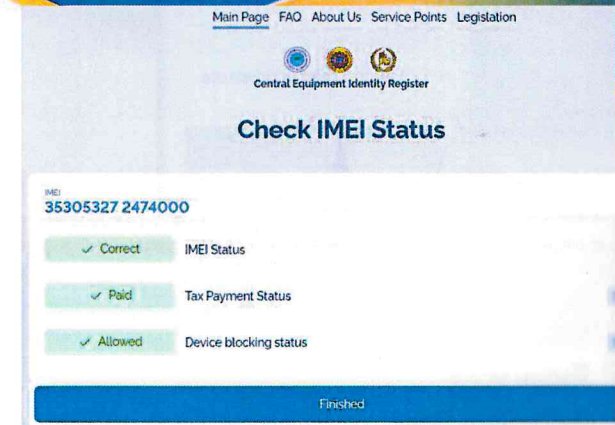 Main Page FAQ About Us Service Points Legislation
Central Equipment Identity Register
Check IMEI Status
IMEI
35305327 2474000
✓ Correct IMEI Status
✓ Paid Tax Payment Status
✓ Allowed Device blocking status
Finished